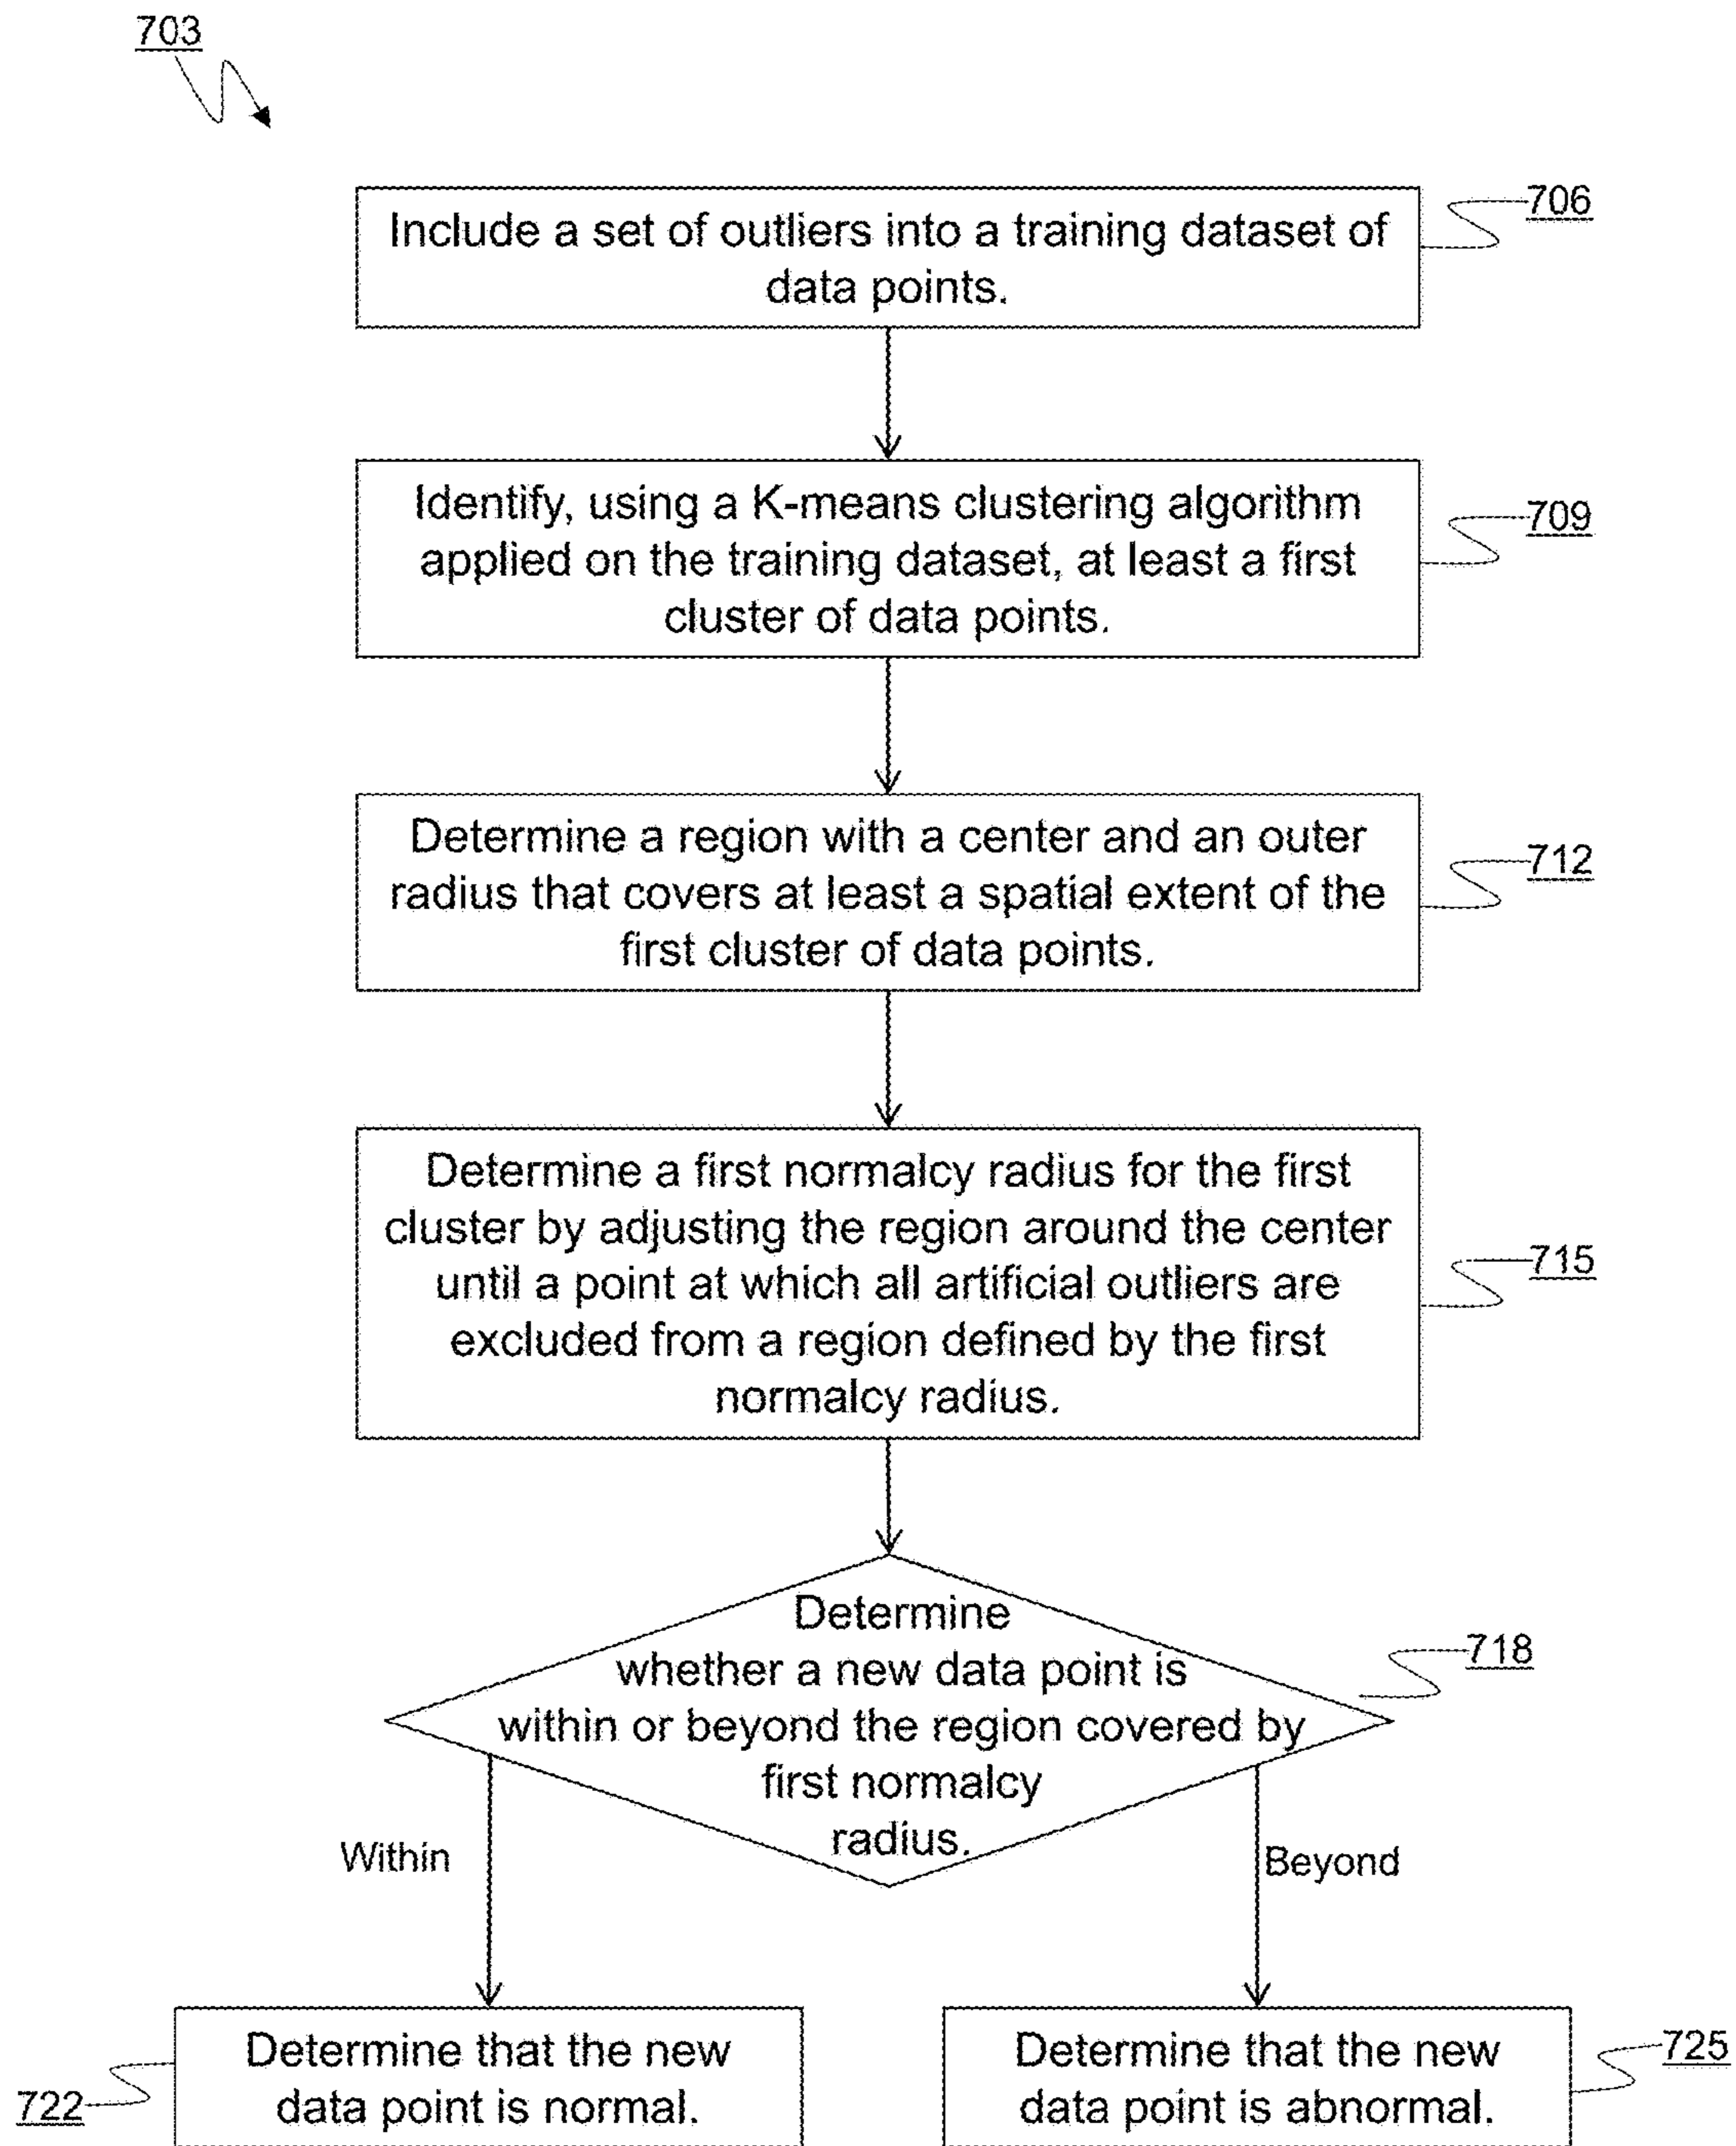 703
Include a set of outliers into a training dataset of
data points.
706
Identify, using a K-means clustering algorithm
applied on the training dataset, at least a first
cluster of data points.
709
Determine a region with a center and an outer
radius that covers at least a spatial extent of the
first cluster of data points.
712
Determine a first normalcy radius for the first
cluster by adjusting the region around the center
until a point at which all artificial outliers are
excluded from a region defined by the first
normalcy radius.
715
Determine
whether a new data point is
within or beyond the region covered by
first normalcy
radius.
718
Within
Beyond
Determine that the new
data point is normal.
722
Determine that the new
data point is abnormal.
725